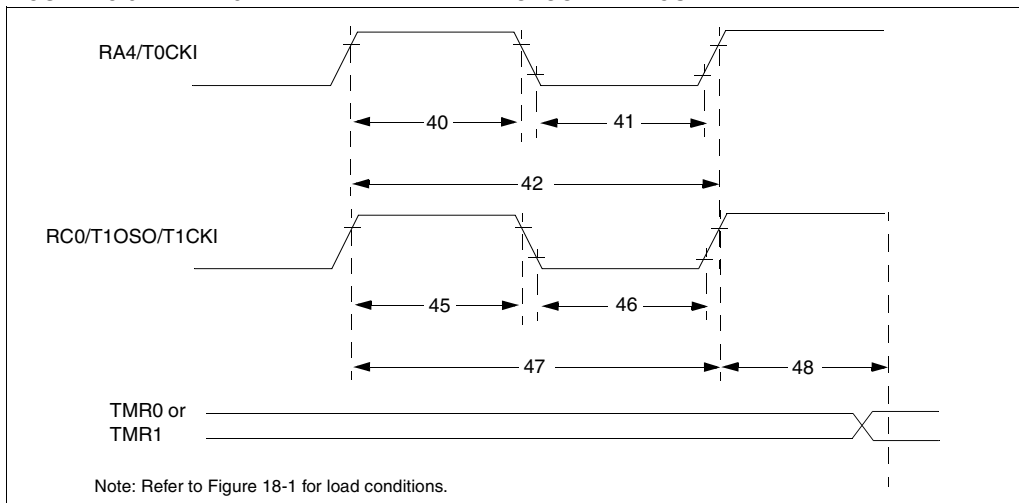 RA4/T0CKI
40
41
42
RC0/T1OSO/T1CKI
45
46
47
48
TMR0 or
TMR1
Note: Refer to Figure 18-1 for load conditions.